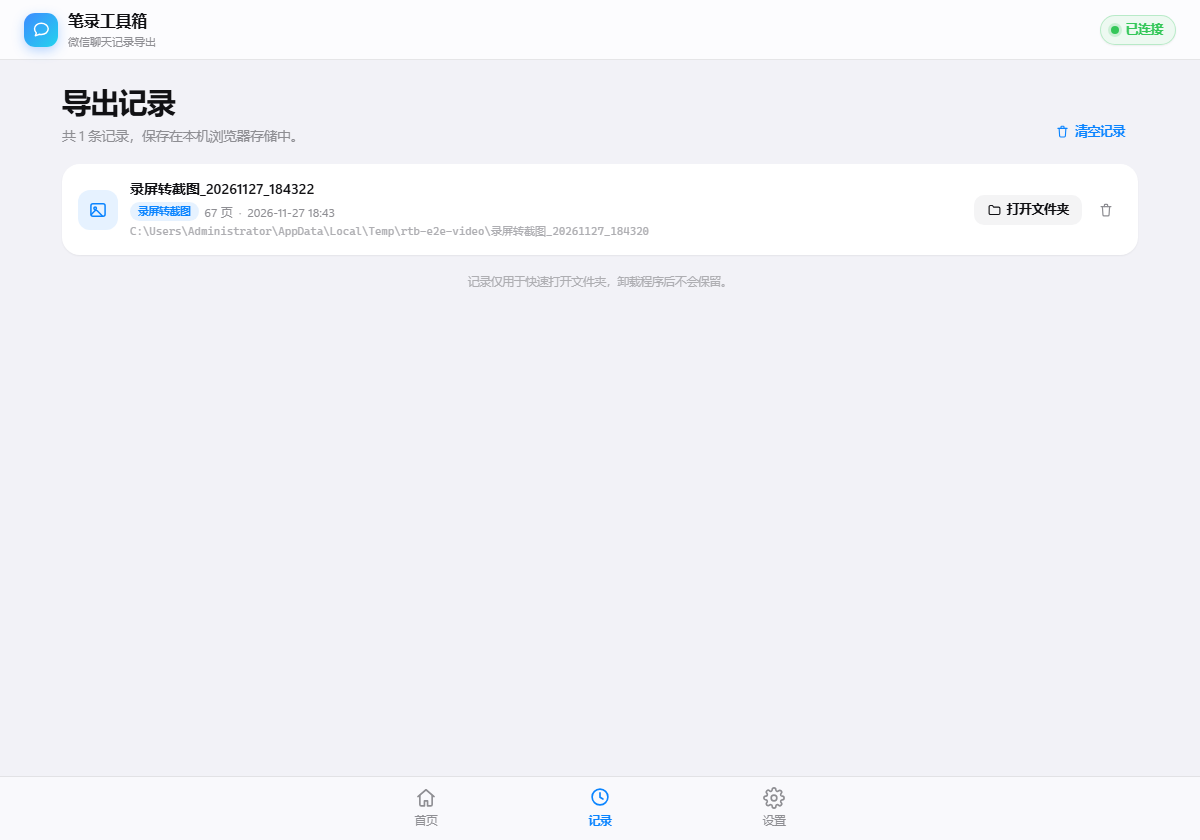 笔录工具箱
微信聊天记录导出
已连接
导出记录
共 1 条记录，保存在本机浏览器存储中。
清空记录
录屏转截图_20261127_184322
录屏转截图 67 页 · 2026-11-27 18:43
C:\Users\Administrator\AppData\Local\Temp\rtb-e2e-video\录屏转截图_20261127_184320
打开文件夹
记录仅用于快速打开文件夹，卸载程序后不会保留。
首页
记录
设置